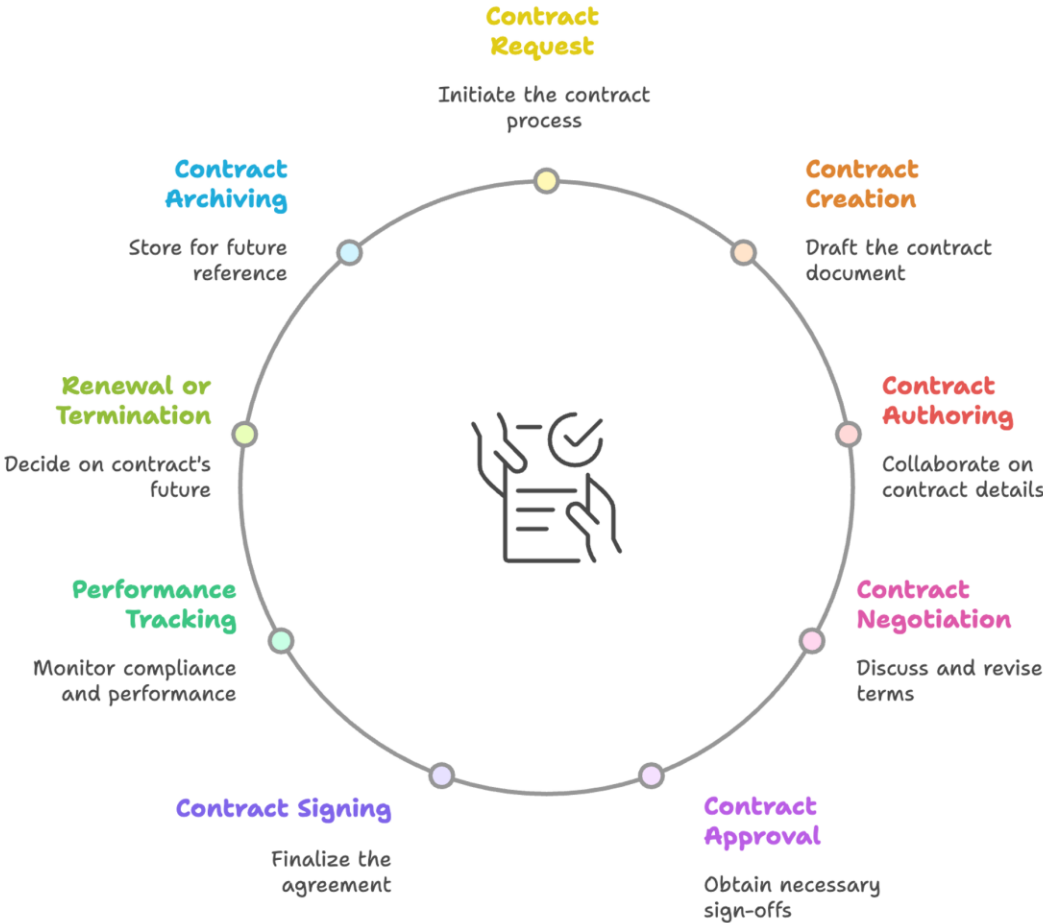 Contract
Request
Initiate the contract
process
Contract
Creation
Draft the contract
document
Contract
Authoring
Collaborate on
contract details
Contract
Negotiation
Discuss and revise
terms
Contract
Approval
Obtain necessary
sign-offs
Contract Signing
Finalize the
agreement
Performance
Tracking
Monitor compliance
and performance
Renewal or
Termination
Decide on contract's
future
Contract
Archiving
Store for future
reference